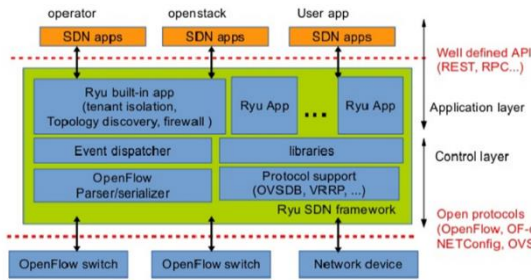 operator openstack User app
SDN apps SDN apps SDN apps
Well defined API
(REST, RPC...)
Ryu built-in app
(tenant isolation,
Topology discovery, firewall )
Ryu App ... Ryu App
Application layer
Event dispatcher libraries
Control layer
OpenFlow
Parser/serializer
Protocol support
(OVSDB, VRRP, ...)
Ryu SDN framework
Open protocols
(OpenFlow,
NETConfig,
OpenFlow switch OpenFlow switch Network device